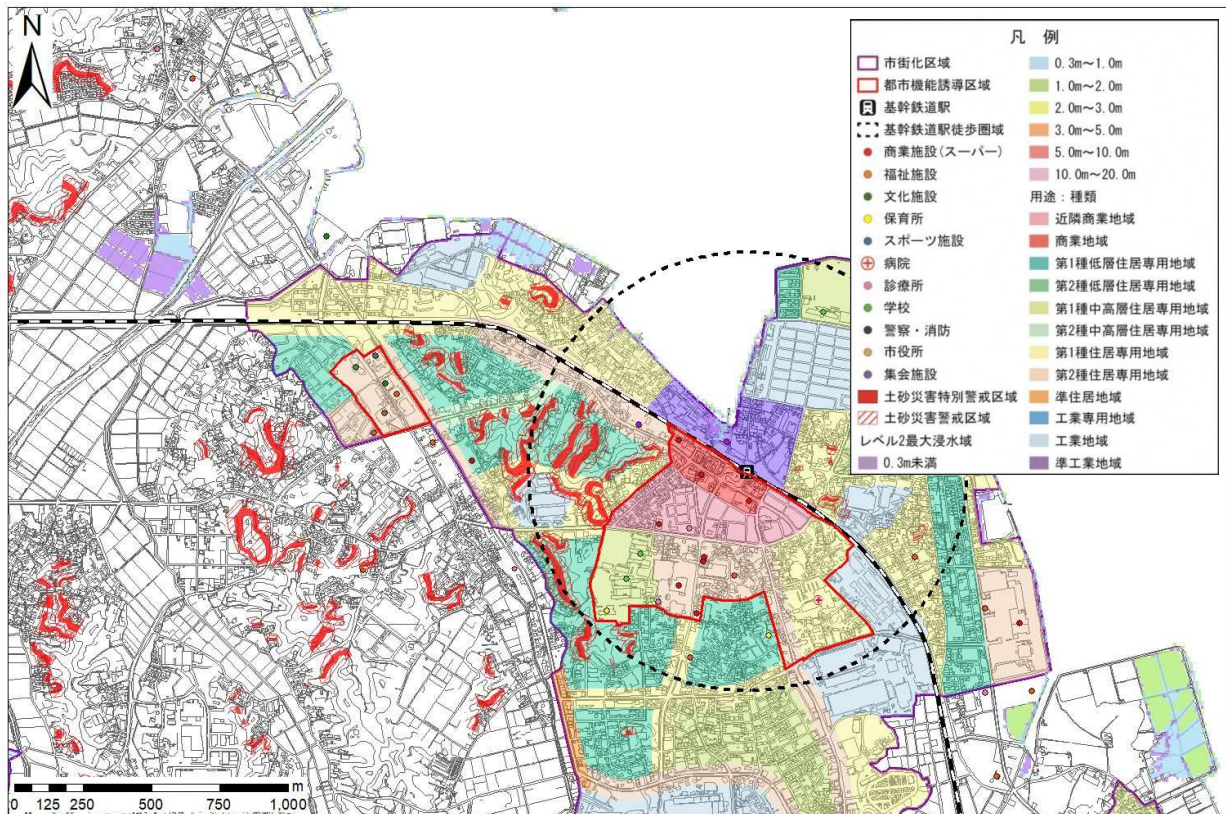 N
凡 例
市街化区域
都市機能誘導区域
基幹鉄道駅
基幹鉄道駅徒歩圏域
商業施設(スーパー)
福祉施設
文化施設
保育所
スポーツ施設
病院
診療所
学校
警察・消防
市役所
集会施設
土砂災害特別警戒区域
土砂災害警戒区域
レベル2最大浸水域
0.3m未満
0.3m~1.0m
1.0m~2.0m
2.0m~3.0m
3.0m~5.0m
5.0m~10.0m
10.0m~20.0m
用途:種類
近隣商業地域
商業地域
第1種低層住居専用地域
第2種低層住居専用地域
第1種中高層住居専用地域
第2種中高層住居専用地域
第1種住居専用地域
第2種住居専用地域
準住居地域
工業専用地域
工業地域
準工業地域
m
0 125 250 500 750 1,000